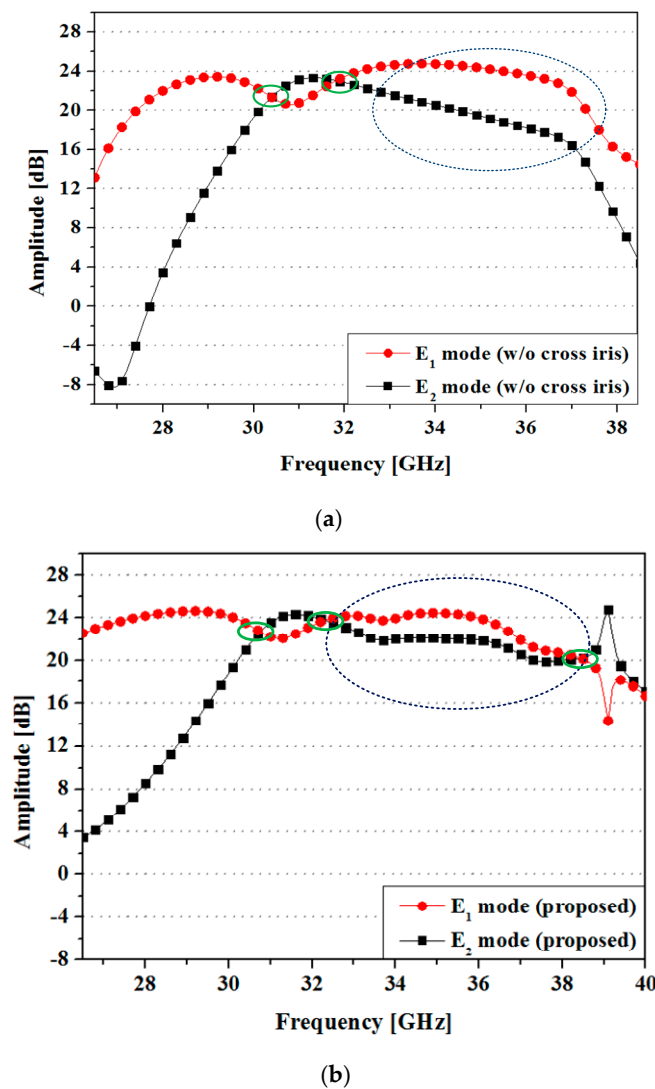 28
24
20
16
12
8
4
0
-4
-8
Amplitude [dB]
E1 mode (w/o cross iris)
E2 mode (w/o cross iris)
28 30 32 34 36 38
Frequency [GHz]
(a)
28
24
20
16
12
8
4
0
-4
-8
Amplitude [dB]
E1 mode (proposed)
E2 mode (proposed)
28 30 32 34 36 38 40
Frequency [GHz]
(b)